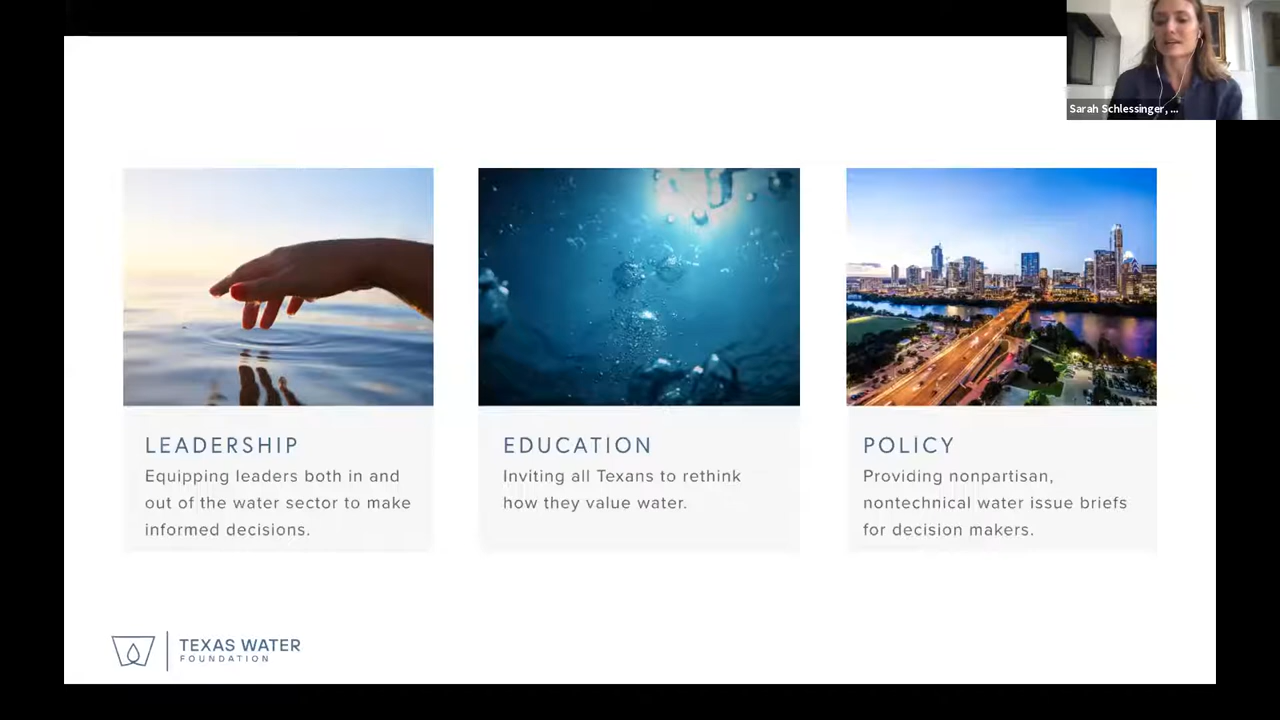 Sarah Schlessinger, ...
LEADERSHIP
Equipping leaders both in and
out of the water sector to make
informed decisions.
EDUCATION
Inviting all Texans to rethink
how they value water.
POLICY
Providing nonpartisan,
nontechnical water issue briefs
for decision makers.
TEXAS WATER
FOUNDATION